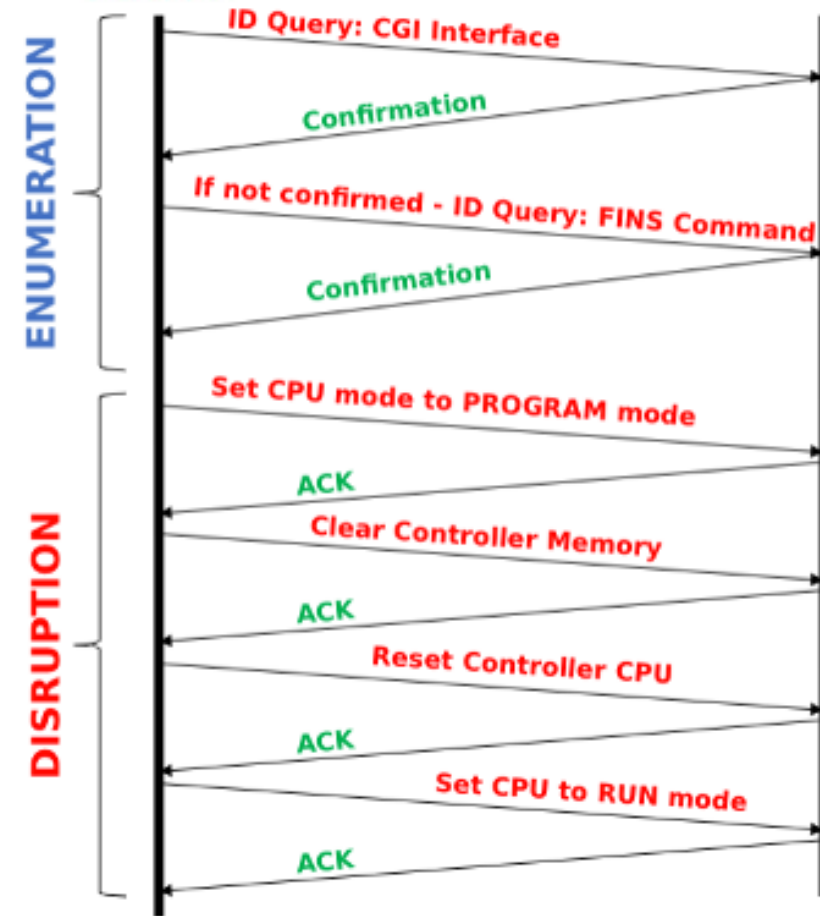 ENUMERATION
ID Query: CGI Interface
Confirmation
If not confirmed - ID Query: FINS Command
Confirmation
DISRUPTION
Set CPU mode to PROGRAM mode
ACK
Clear Controller Memory
ACK
Reset Controller CPU
ACK
Set CPU to RUN mode
ACK